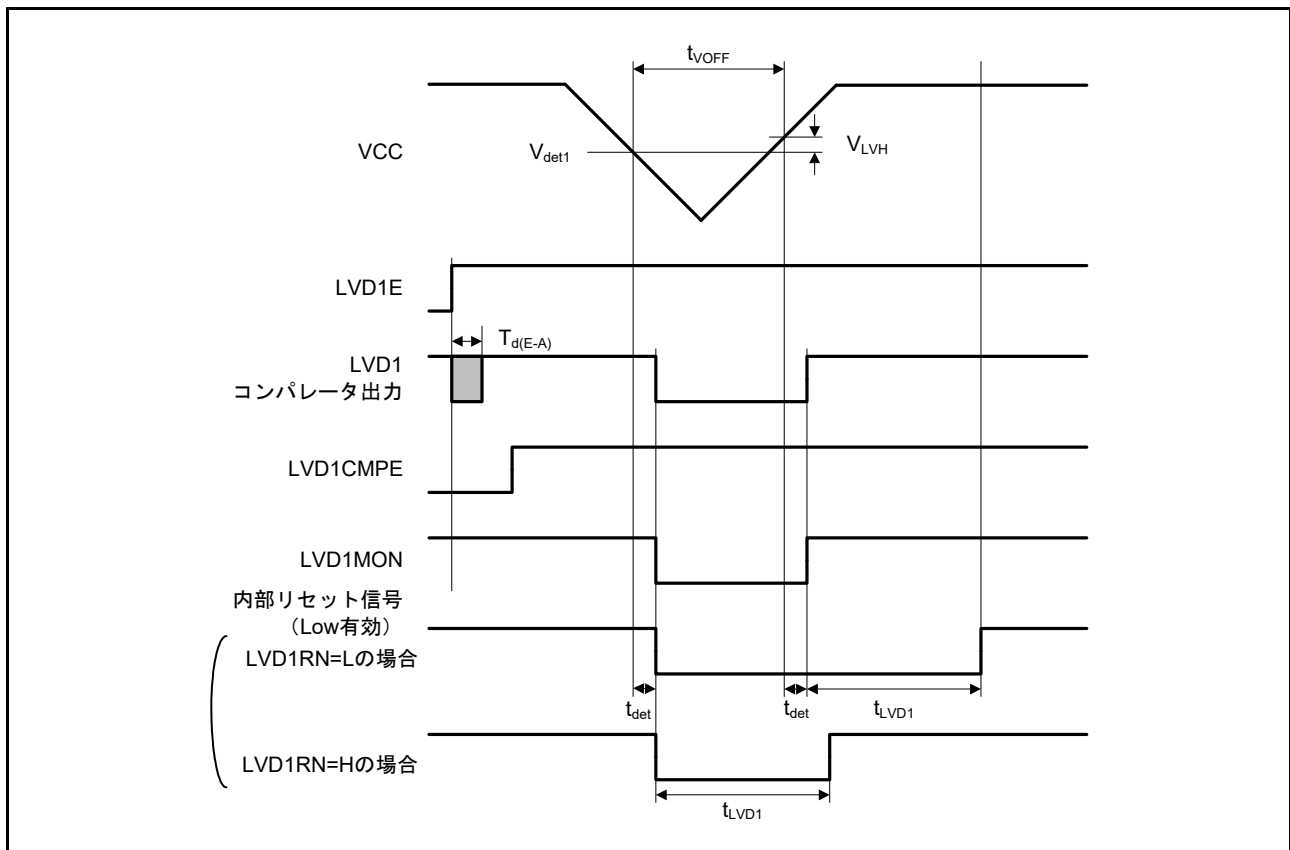 tVOFF
VCC
Vdet1
VLVH
LVD1E
Td(E-A)
LVD1
コンパレータ出力
LVD1CMPE
LVD1MON
内部リセット信号
（Low有効）
LVD1RN=Lの場合
tdet
tdet
tLVD1
LVD1RN=Hの場合
tLVD1